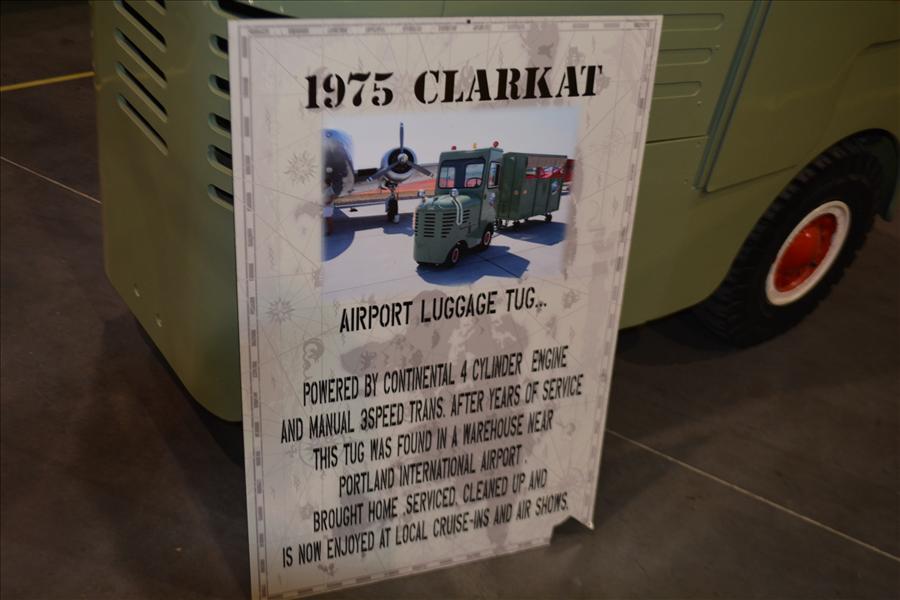 1975 CLARKAT
AIRPORT LUGGAGE TUG...
POWERED BY CONTINENTAL 4 CYLINDER ENGINE
AND MANUAL 3SPEED TRANS. AFTER YEARS OF SERVICE
THIS TUG WAS FOUND IN A WAREHOUSE NEAR
PORTLAND INTERNATIONAL AIRPORT.
BROUGHT HOME .SERVICED, CLEANED UP AND
IS NOW ENJOYED AT LOCAL CRUISE-INS AND AIR SHOWS.